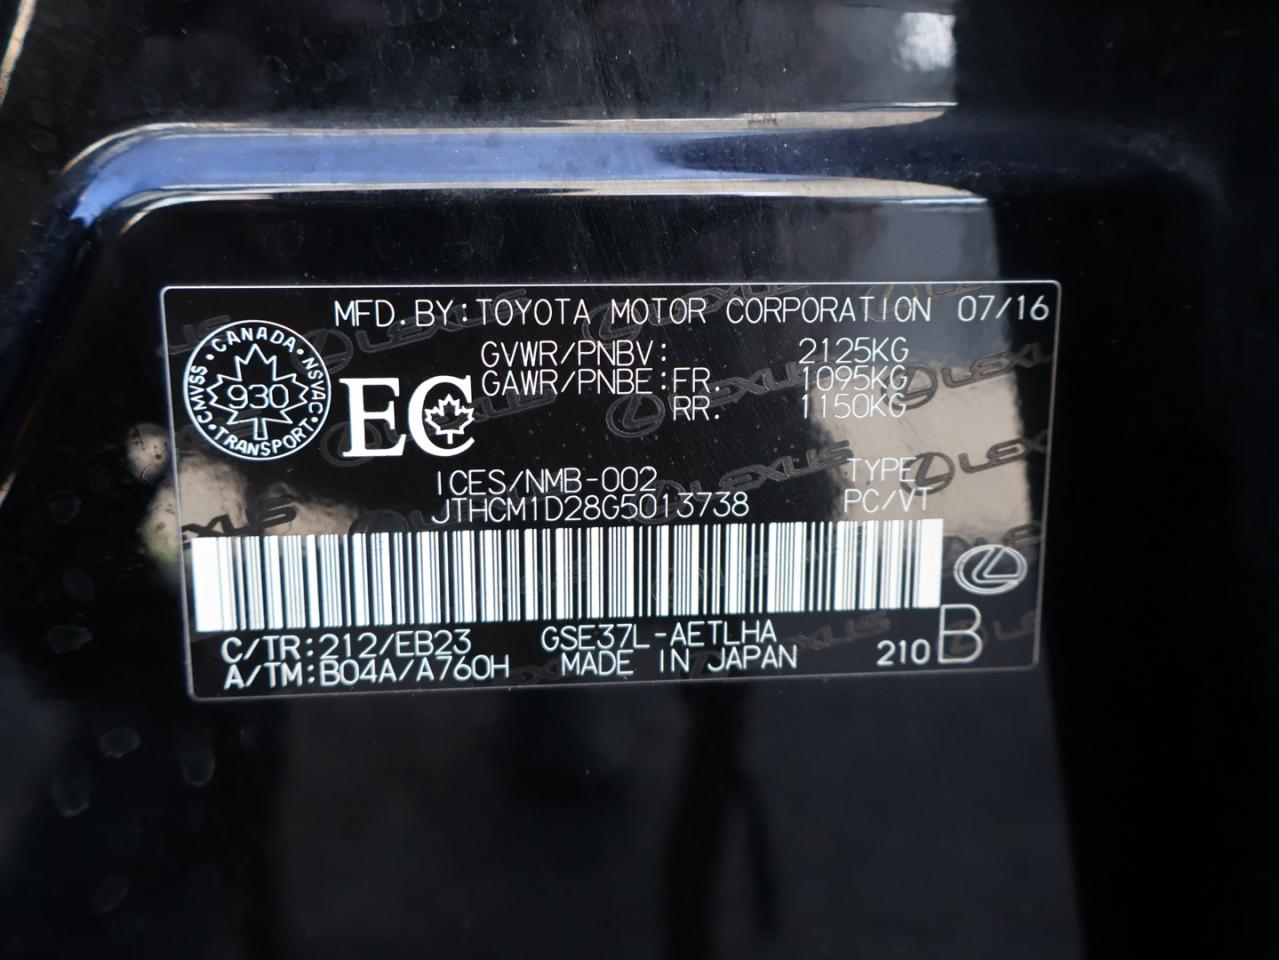 MFD.BY:TOYOTA MOTOR CORPORATION 07/16
GVWR/PNBV: 2125KG
GAWR/PNBE:FR. 1095KG
RR. 1150KG
CANADA · NSVAC · TRANSPORT · CMVSS
930
EC
ICES/NMB-002 TYPE
JTHCM1D28G5013738 PC/VT
C/TR:212/EB23 GSE37L-AETLHA
A/TM:B04A/A760H MADE IN JAPAN 210 B
LEXUS